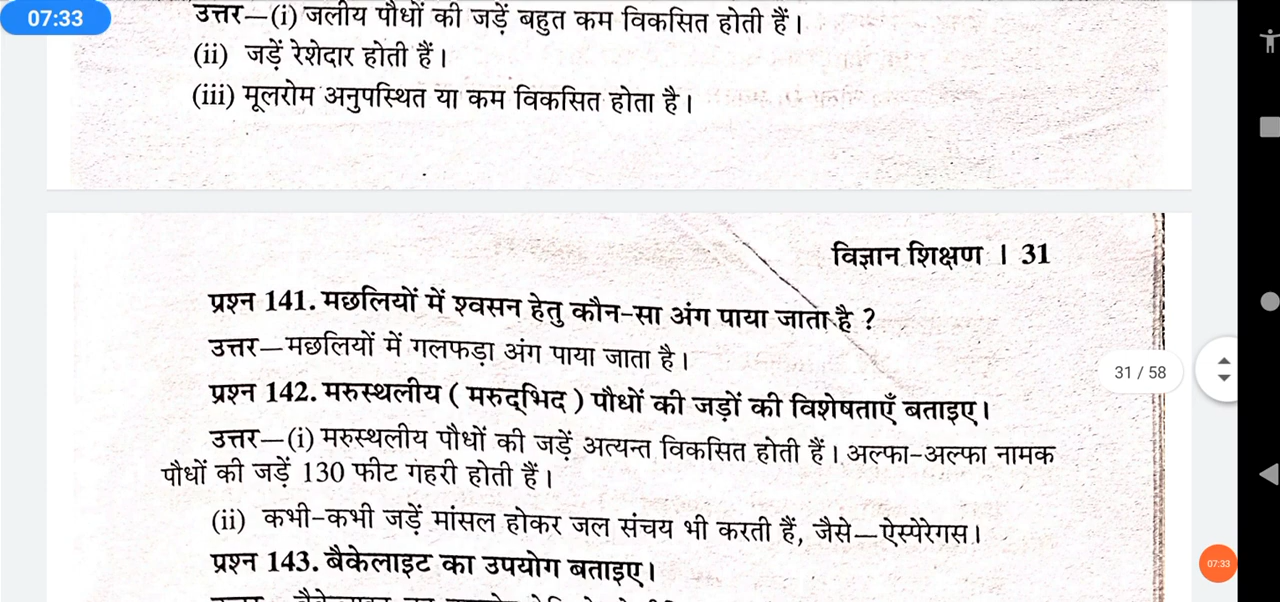 07:33
उत्तर—(i) जलीय पौधों की जड़ें बहुत कम विकसित होती हैं।
(ii) जड़ें रेशेदार होती हैं।
(iii) मूलरोम अनुपस्थित या कम विकसित होता है।
विज्ञान शिक्षण । 31
प्रश्न 141. मछलियों में श्वसन हेतु कौन-सा अंग पाया जाता है ?
उत्तर—मछलियों में गलफड़ा अंग पाया जाता है।
31 / 58
प्रश्न 142. मरुस्थलीय ( मरुद्भिद ) पौधों की जड़ों की विशेषताएँ बताइए।
उत्तर—(i) मरुस्थलीय पौधों की जड़ें अत्यन्त विकसित होती हैं। अल्फा-अल्फा नामक
पौधों की जड़ें 130 फीट गहरी होती हैं।
(ii) कभी-कभी जड़ें मांसल होकर जल संचय भी करती हैं, जैसे—ऐस्पेरेगस।
प्रश्न 143. बैकेलाइट का उपयोग बताइए।
07:33